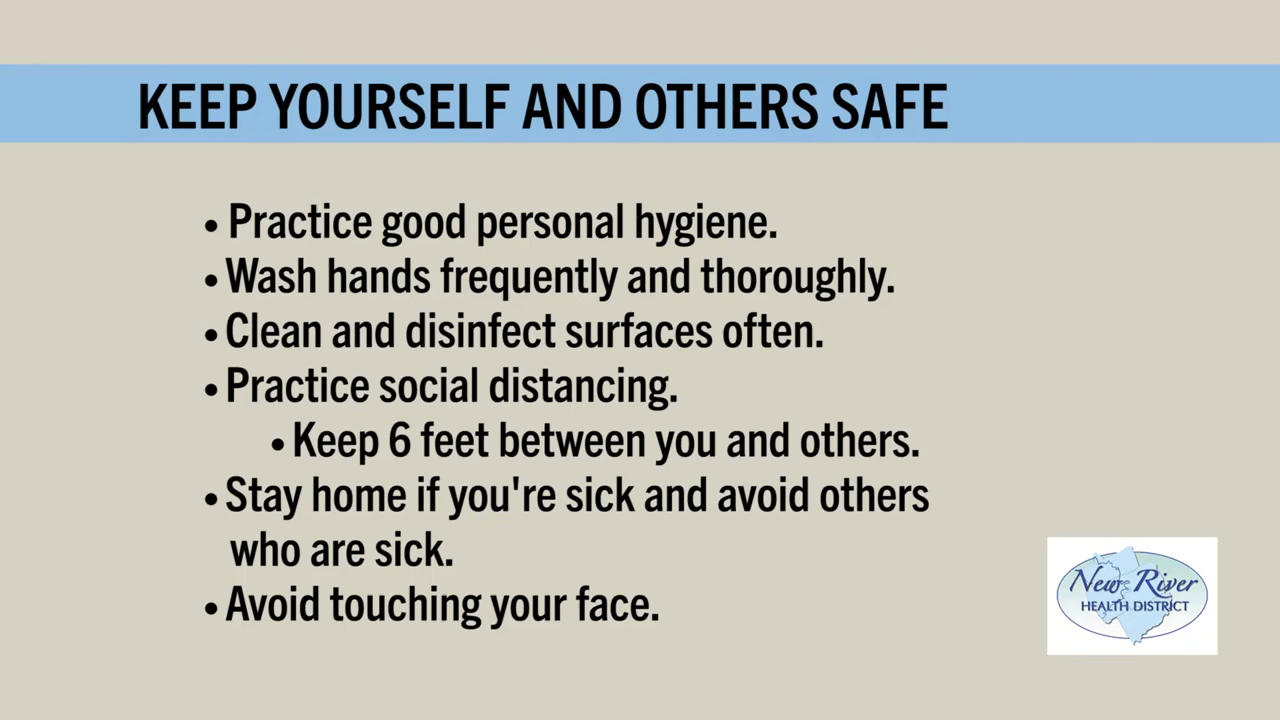 KEEP YOURSELF AND OTHERS SAFE
• Practice good personal hygiene.
• Wash hands frequently and thoroughly.
• Clean and disinfect surfaces often.
• Practice social distancing.
• Keep 6 feet between you and others.
• Stay home if you're sick and avoid others
who are sick.
• Avoid touching your face.
New River
HEALTH DISTRICT